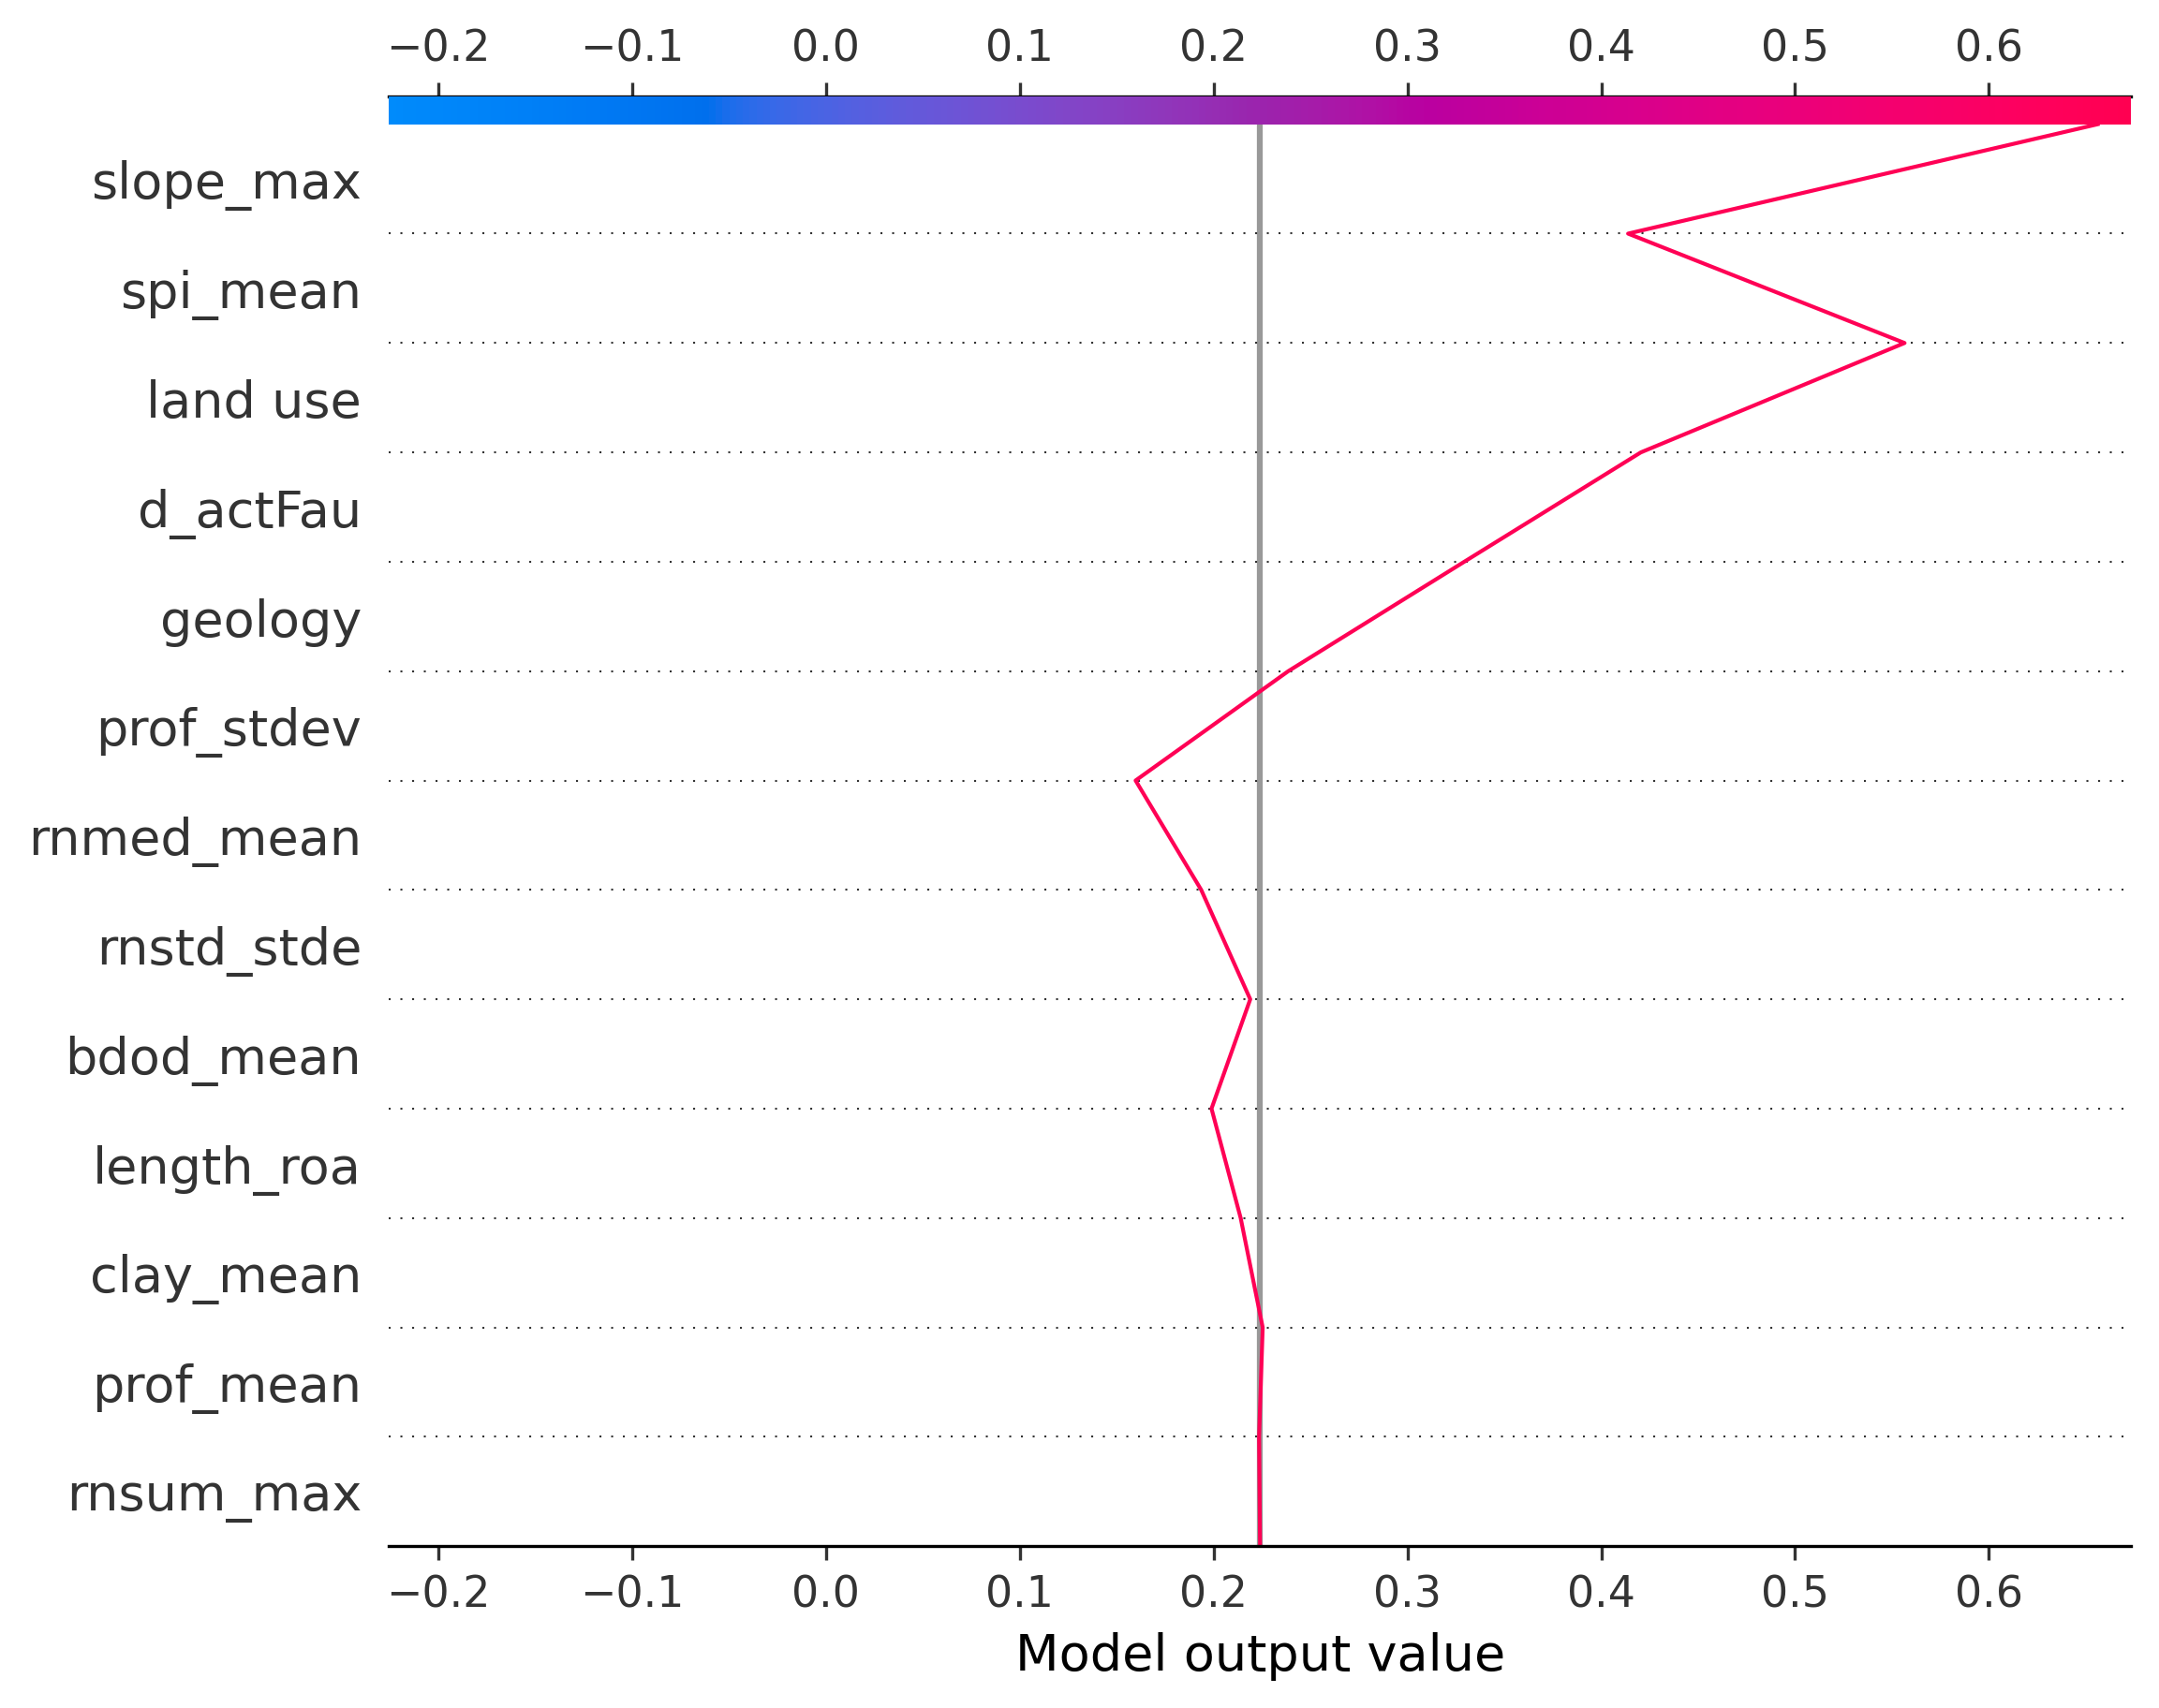 −0.2 −0.1 0.0 0.1 0.2 0.3 0.4 0.5 0.6
slope_max
spi_mean
land use
d_actFau
geology
prof_stdev
rnmed_mean
rnstd_stde
bdod_mean
length_roa
clay_mean
prof_mean
rnsum_max
−0.2 −0.1 0.0 0.1 0.2 0.3 0.4 0.5 0.6
Model output value